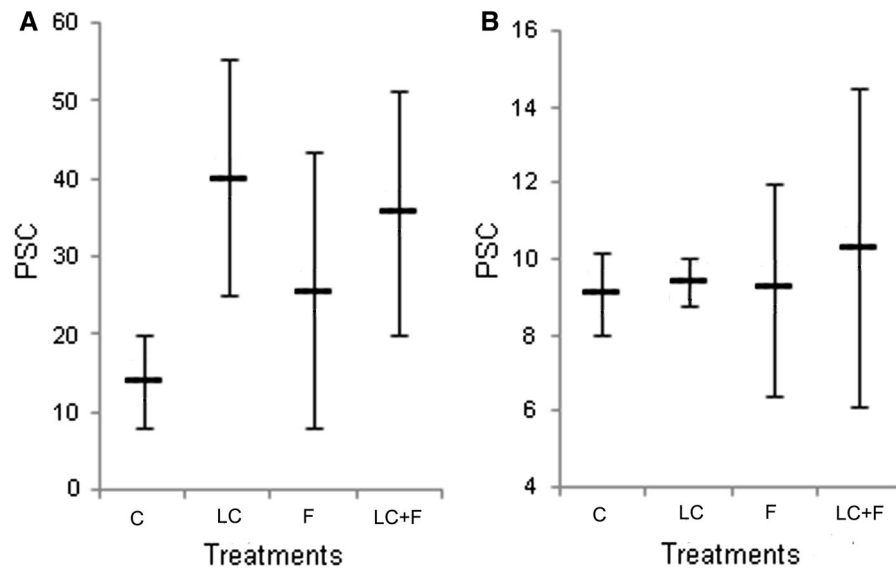 A
60
50
40
30
20
10
0
PSC
C LC F LC+F
Treatments
B
16
14
12
10
8
6
4
PSC
C LC F LC+F
Treatments